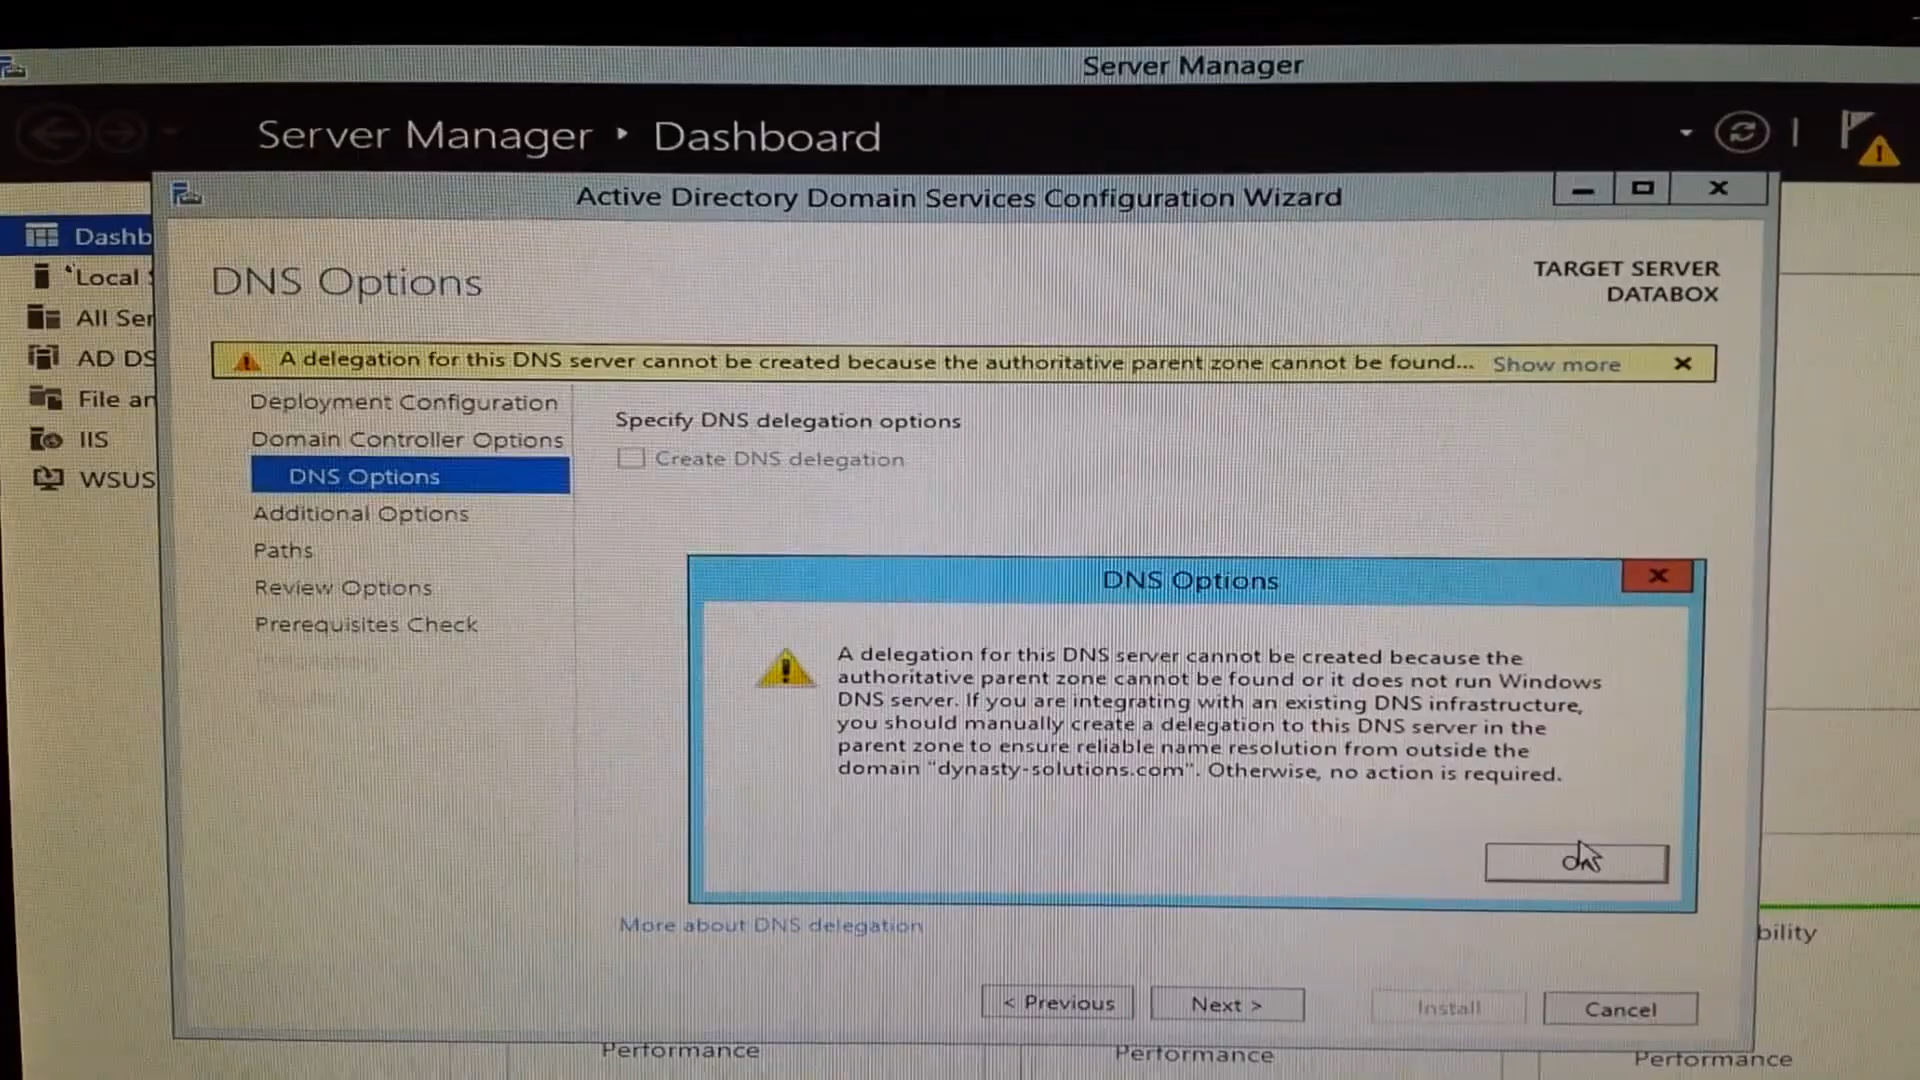 Server Manager
Server Manager ‣ Dashboard
Active Directory Domain Services Configuration Wizard
Dashb
Local
All Ser
AD DS
File an
IIS
WSUS
DNS Options
TARGET SERVER
DATABOX
A delegation for this DNS server cannot be created because the authoritative parent zone cannot be found... Show more
Deployment Configuration
Domain Controller Options
DNS Options
Additional Options
Paths
Review Options
Prerequisites Check
Specify DNS delegation options
Create DNS delegation
DNS Options
A delegation for this DNS server cannot be created because the
authoritative parent zone cannot be found or it does not run Windows
DNS server. If you are integrating with an existing DNS infrastructure,
you should manually create a delegation to this DNS server in the
parent zone to ensure reliable name resolution from outside the
domain "dynasty-solutions.com". Otherwise, no action is required.
More about DNS delegation
bility
< Previous
Next >
Install
Cancel
Performance
Performance
Performance